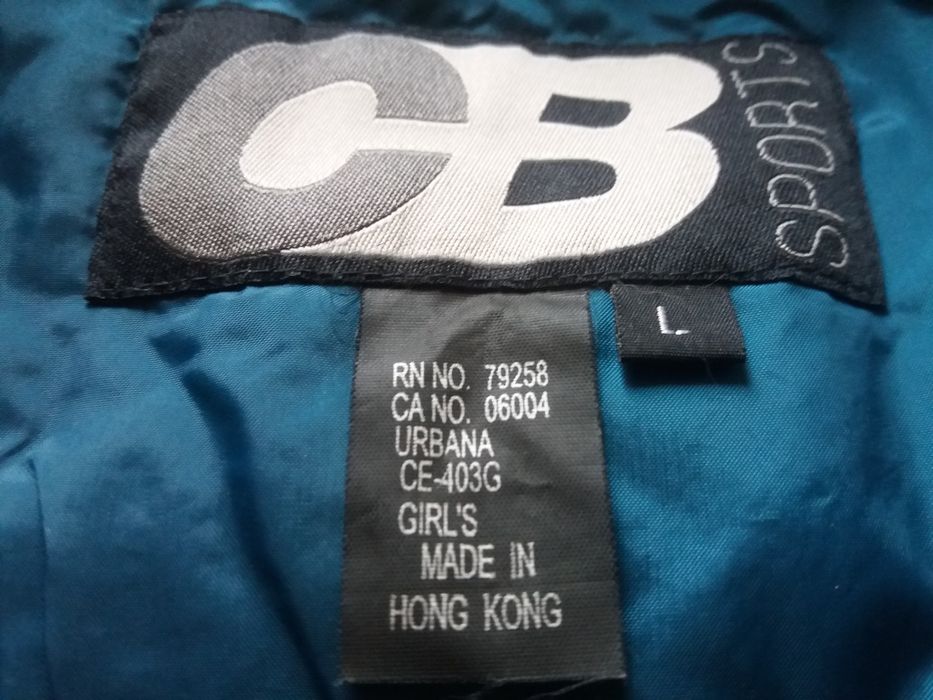 CB
SPORTS
L
RN NO. 79258
CA NO. 06004
URBANA
CE-403G
GIRL'S
MADE IN
HONG KONG